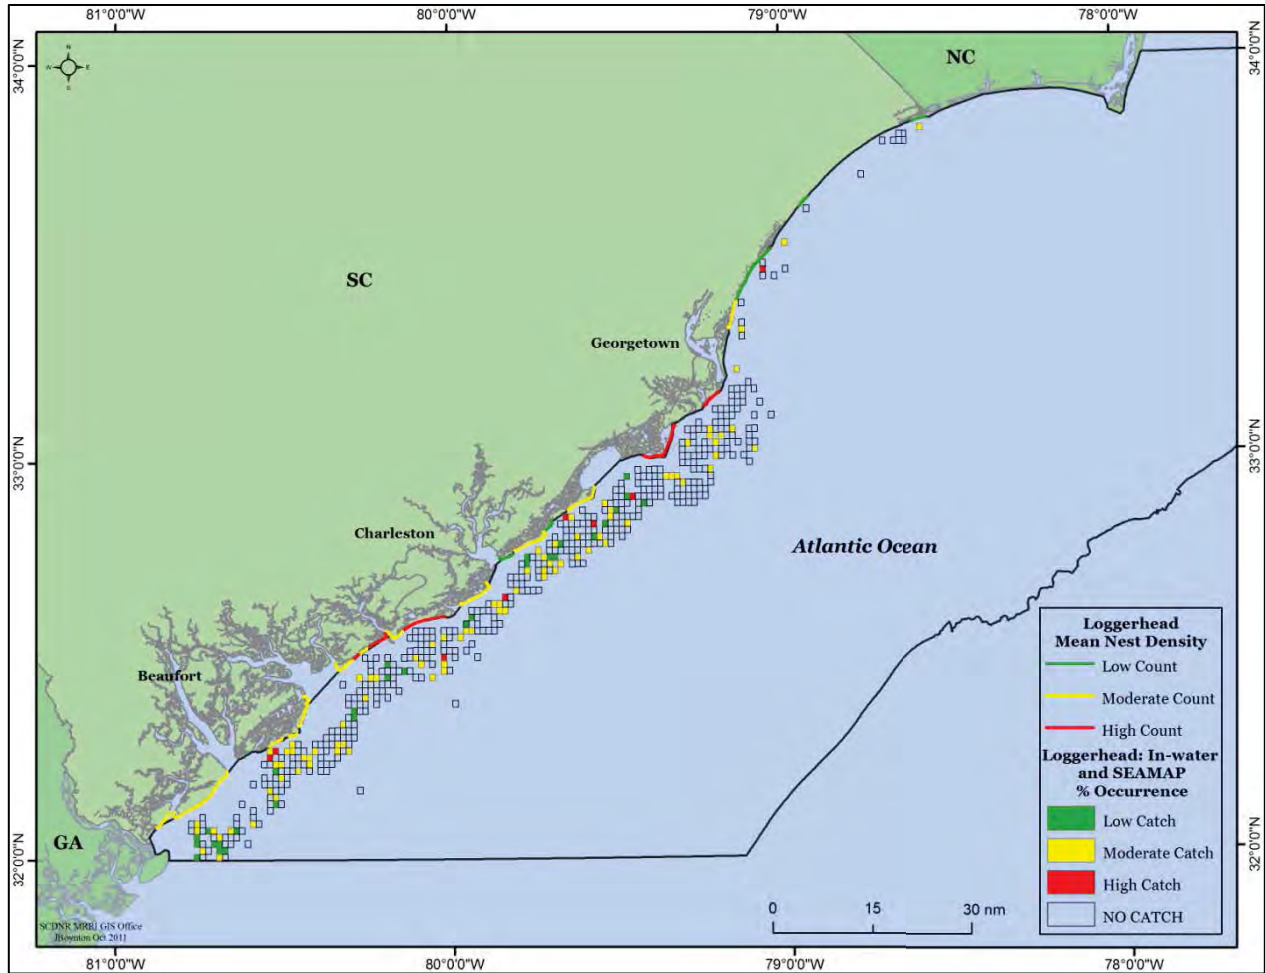 81°0'0"W 80°0'0"W 79°0'0"W 78°0'0"W
34°0'0"N
34°0'0"N
N
W E
S
NC
SC
Georgetown
33°0'0"N
33°0'0"N
Charleston
Atlantic Ocean
Beaufort
GA
32°0'0"N
32°0'0"N
Loggerhead
Mean Nest Density
Low Count
Moderate Count
High Count
Loggerhead: In-water
and SEAMAP
% Occurrence
Low Catch
Moderate Catch
High Catch
NO CATCH
0 15 30 nm
SCDNR MRRI GIS Office
JBoynton Oct 2011
81°0'0"W 80°0'0"W 79°0'0"W 78°0'0"W